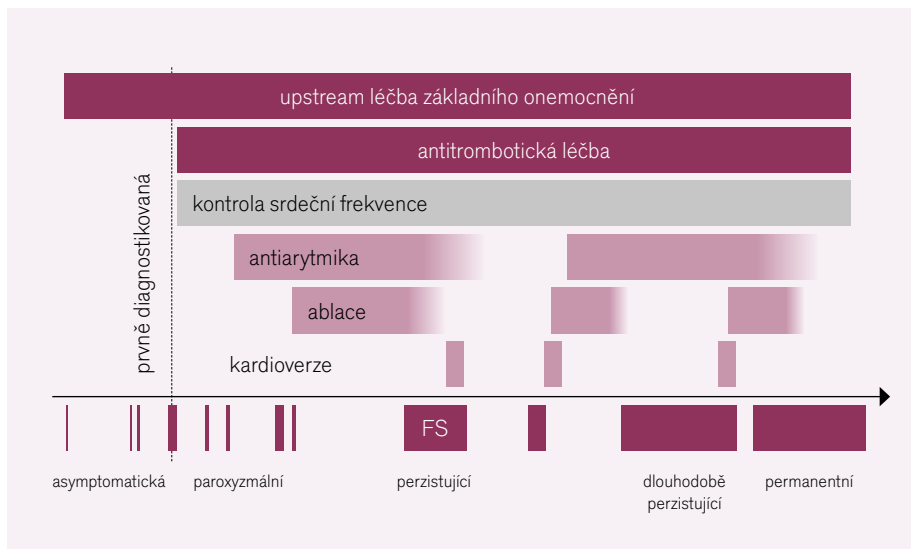 upstream léčba základního onemocnění
antitrombotická léčba
prvně diagnostikovaná
kontrola srdeční frekvence
antiarytmika
ablace
kardioverze
FS
asymptomatická
paroxyzmální
perzistující
dlouhodobě
perzistující
permanentní